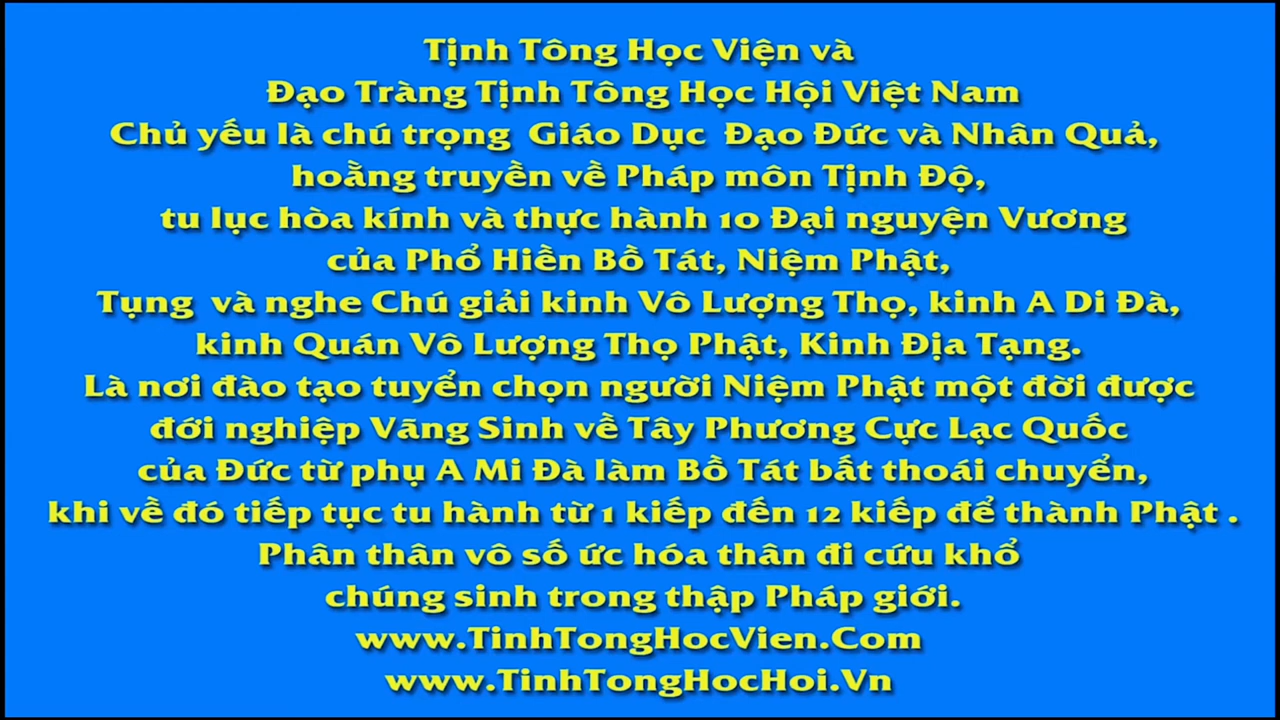 Tịnh Tông Học Viện và
Đạo Tràng Tịnh Tông Học Hội Việt Nam
Chủ yếu là chú trọng Giáo Dục Đạo Đức và Nhân Quả,
hoằng truyền về Pháp môn Tịnh Độ,
tu lục hòa kính và thực hành 10 Đại nguyện Vương
của Phổ Hiền Bồ Tát, Niệm Phật,
Tụng và nghe Chú giải kinh Vô Lượng Thọ, kinh A Di Đà,
kinh Quán Vô Lượng Thọ Phật, Kinh Địa Tạng.
Là nơi đào tạo tuyển chọn người Niệm Phật một đời được
đới nghiệp Vãng Sinh về Tây Phương Cực Lạc Quốc
của Đức từ phụ A Mi Đà làm Bồ Tát bất thoái chuyển,
khi về đó tiếp tục tu hành từ 1 kiếp đến 12 kiếp để thành Phật .
Phân thân vô số ức hóa thân đi cứu khổ
chúng sinh trong thập Pháp giới.
www.TinhTongHocVien.Com
www.TinhTongHocHoi.Vn